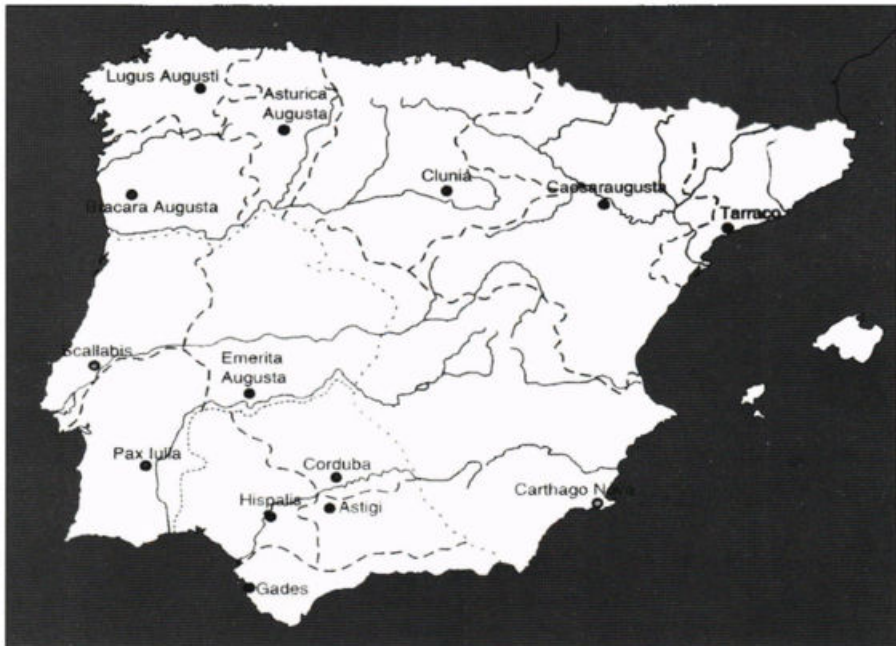 Lugus Augusti
Asturica
Augusta
Clunia
Caesaraugusta
Bracara Augusta
Tarraco
Scallabis
Emerita
Augusta
Pax Iulia
Corduba
Carthago Nova
Hispalis
Astigi
Gades